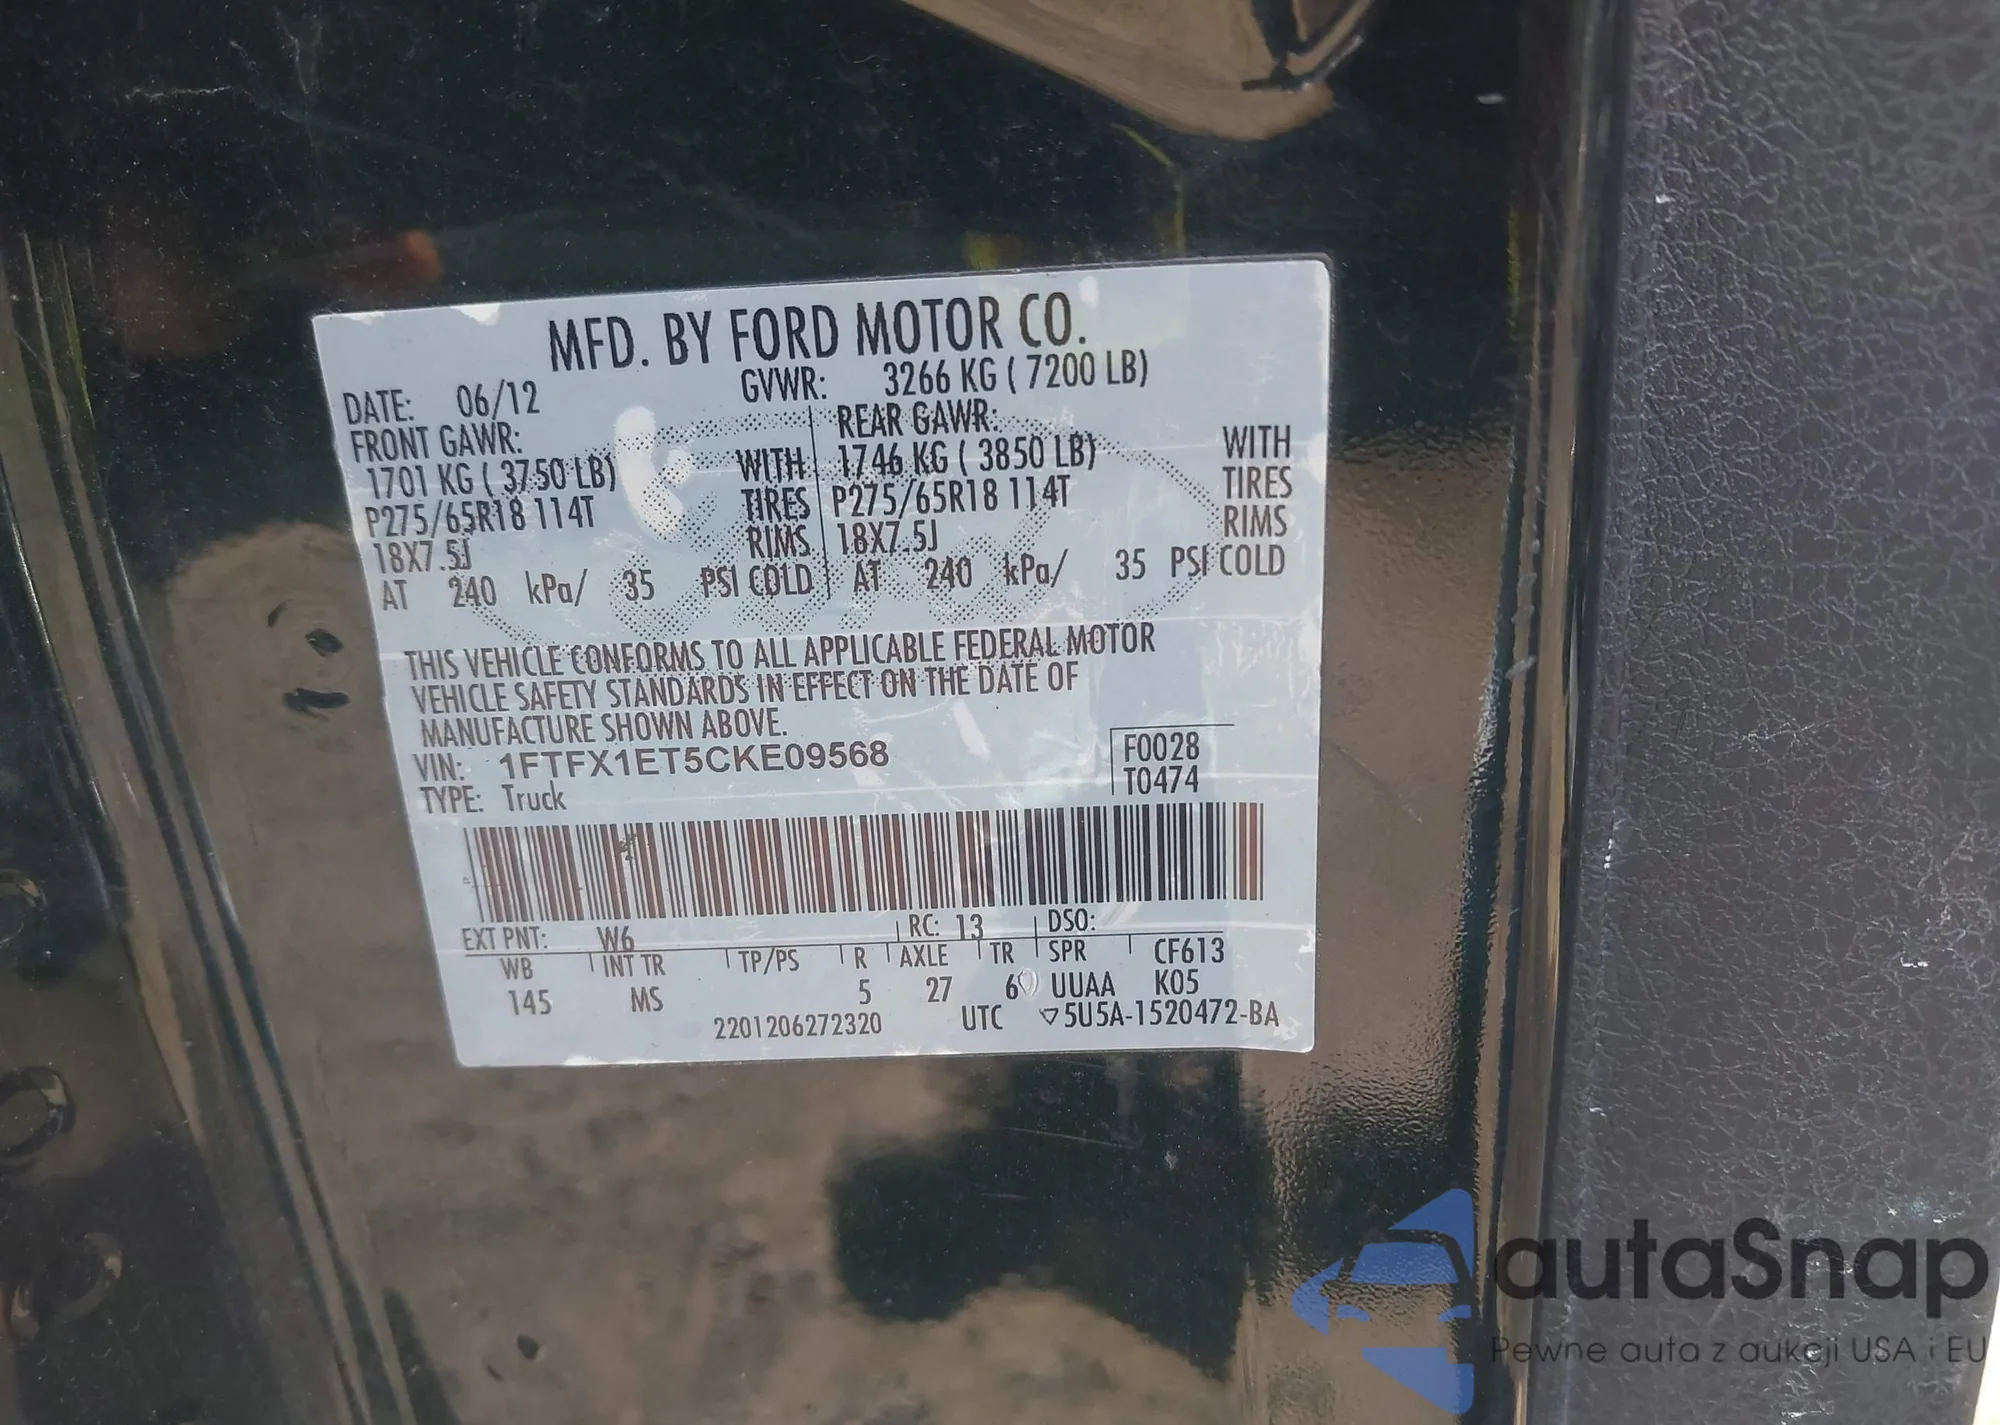 MFD. BY FORD MOTOR CO.
DATE: 06/12 GVWR: 3266 KG ( 7200 LB)
FRONT GAWR: REAR GAWR:
1701 KG ( 3750 LB) WITH 1746 KG ( 3850 LB) WITH
P275/65R18 114T TIRES P275/65R18 114T TIRES
18X7.5J RIMS 18X7.5J RIMS
AT 240 kPa/ 35 PSI COLD AT 240 kPa/ 35 PSI COLD
THIS VEHICLE CONFORMS TO ALL APPLICABLE FEDERAL MOTOR
VEHICLE SAFETY STANDARDS IN EFFECT ON THE DATE OF
MANUFACTURE SHOWN ABOVE.
VIN: 1FTFX1ET5CKE09568 F0028
TYPE: Truck T0474
EXT PNT: W6 RC: 13 DSO:
WB INT TR TP/PS R AXLE TR SPR CF613
145 MS 5 27 6 UUAA K05
2201206272320 UTC ▽5U5A-1520472-BA
autaSnap
Pewne auta z aukcji USA i EU